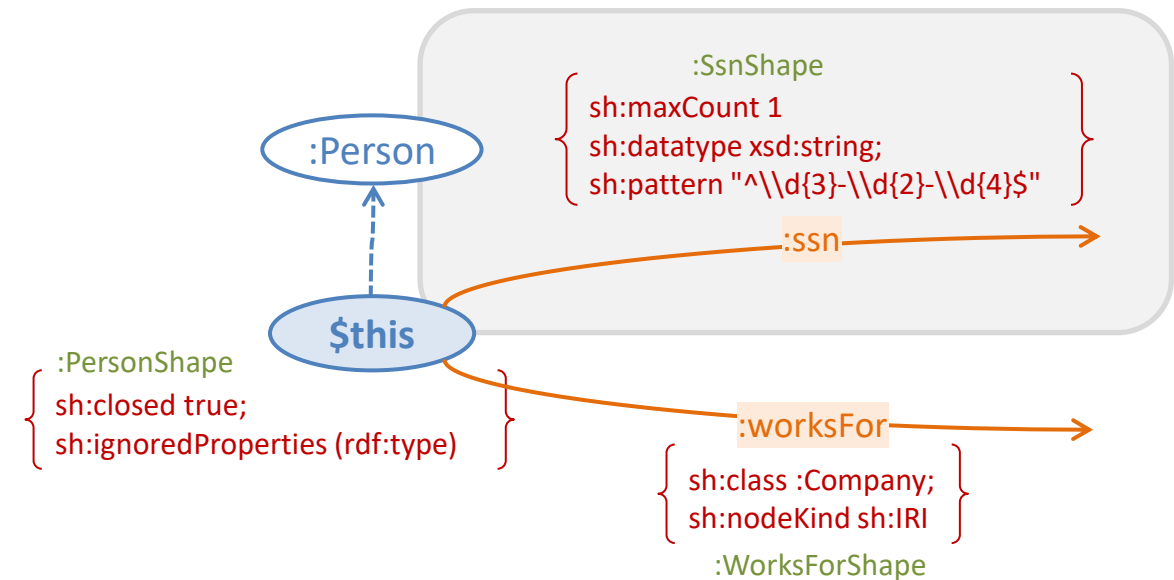 :SsnShape
sh:maxCount 1
sh:datatype xsd:string;
sh:pattern "^\\d{3}-\\d{2}-\\d{4}$"
:Person
:ssn
$this
:PersonShape
sh:closed true;
sh:ignoredProperties (rdf:type)
:worksFor
sh:class :Company;
sh:nodeKind sh:IRI
:WorksForShape